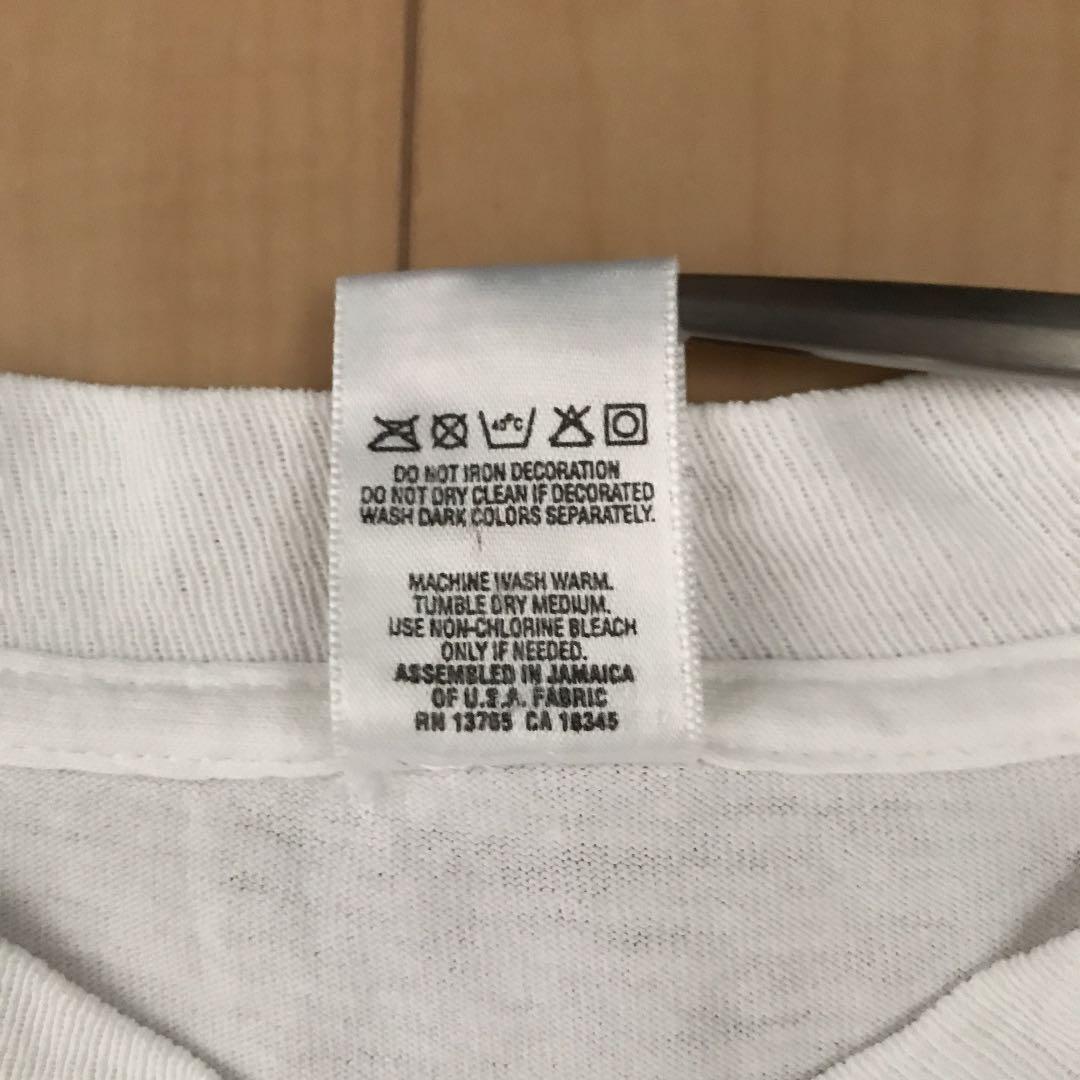 40°C
DO NOT IRON DECORATION
DO NOT DRY CLEAN IF DECORATED
WASH DARK COLORS SEPARATELY.
MACHINE WASH WARM.
TUMBLE DRY MEDIUM.
USE NON-CHLORINE BLEACH
ONLY IF NEEDED.
ASSEMBLED IN JAMAICA
OF U.S.A. FABRIC
RN 13765 CA 18345